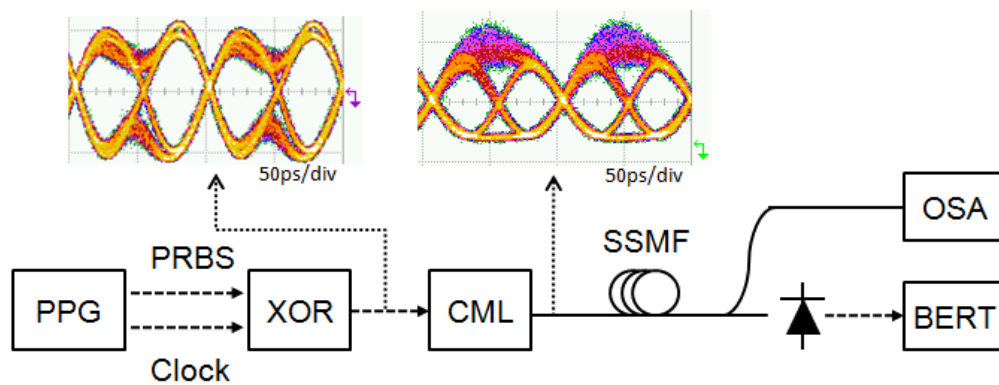 50ps/div
50ps/div
OSA
SSMF
PRBS
PPG
XOR
CML
BERT
Clock